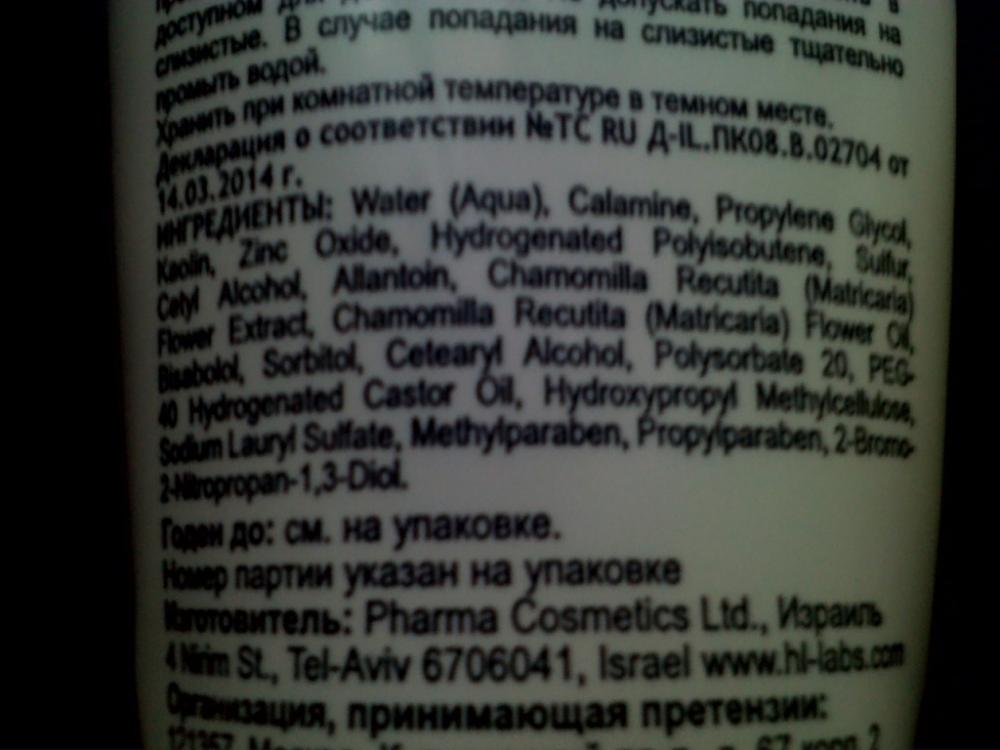 доступном для допускать попадания на
слизистые. В случае попадания на слизистые тщательно
промыть водой.
Хранить при комнатной температуре в темном месте.
Декларация о соответствии №ТС RU Д-IL.ПК08.В.02704 от
14.03.2014 г.
ИНГРЕДИЕНТЫ: Water (Aqua), Calamine, Propylene Glycol,
Kaolin, Zinc Oxide, Hydrogenated Polyisobutene, Sulfur,
Cetyl Alcohol, Allantoin, Chamomilla Recutita (Matricaria)
Flower Extract, Chamomilla Recutita (Matricaria) Flower Oil,
Bisabolol, Sorbitol, Cetearyl Alcohol, Polysorbate 20, PEG-
40 Hydrogenated Castor Oil, Hydroxypropyl Methylcellulose,
Sodium Lauryl Sulfate, Methylparaben, Propylparaben, 2-Bromo-
2-Nitropropan-1,3-Diol.
Годен до: см. на упаковке.
Номер партии указан на упаковке
Изготовитель: Pharma Cosmetics Ltd., Израиль
4 Nirim St., Tel-Aviv 6706041, Israel www.hl-labs.com
Организация, принимающая претензии:
121357, Москва,